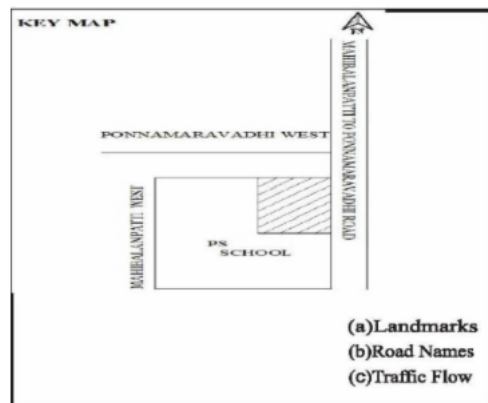 KEY MAP
N
PONNAMARAVADHI WEST
MAHIBALANPATTI TO PONNAMARAVADHI ROAD
MAHIBALANPATTI WEST
PS
SCHOOL
(a)Landmarks
(b)Road Names
(c)Traffic Flow